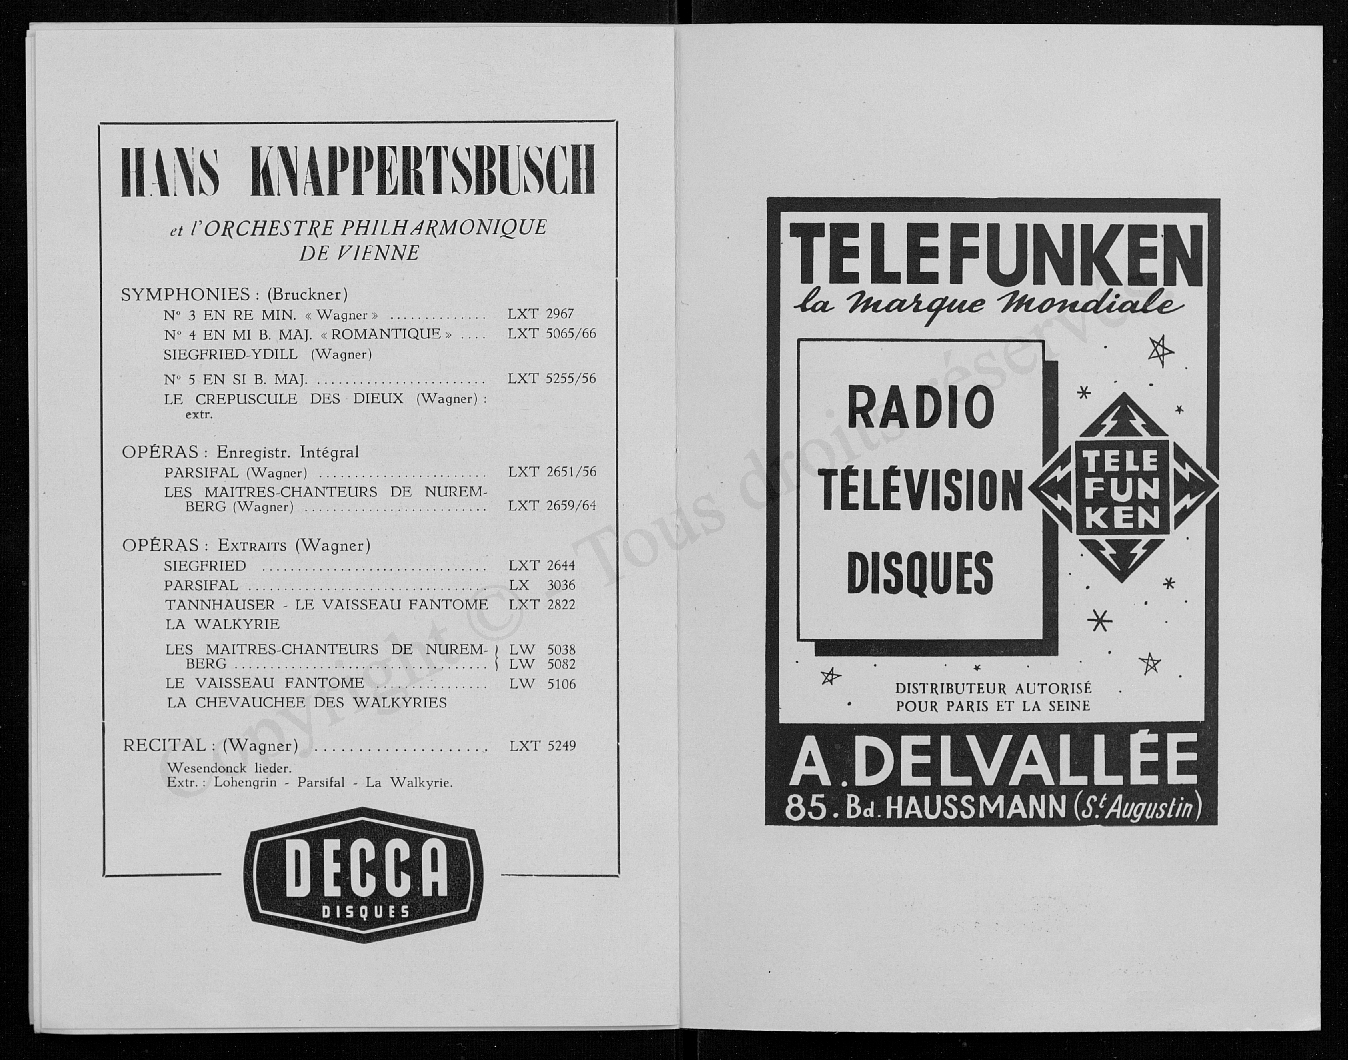 HANS KNAPPERTSBUSCH
et l'ORCHESTRE PHILHARMONIQUE
DE VIENNE
SYMPHONIES : (Bruckner)
N° 3 EN RE MIN. « Wagner » .............. LXT 2967
N° 4 EN MI B. MAJ. « ROMANTIQUE » .... LXT 5065/66
SIEGFRIED-YDILL (Wagner)
N° 5 EN SI B. MAJ. ........................ LXT 5255/56
LE CREPUSCULE DES DIEUX (Wagner) :
extr.
OPÉRAS : Enregistr. Intégral
PARSIFAL (Wagner) ........................ LXT 2651/56
LES MAITRES-CHANTEURS DE NUREM-
BERG (Wagner) .......................... LXT 2659/64
OPÉRAS : EXTRAITS (Wagner)
SIEGFRIED ................................ LXT 2644
PARSIFAL .................................. LX 3036
TANNHAUSER - LE VAISSEAU FANTOME LXT 2822
LA WALKYRIE
LES MAITRES-CHANTEURS DE NUREM- } LW 5038
BERG .................................... } LW 5082
LE VAISSEAU FANTOME ................ LW 5106
LA CHEVAUCHEE DES WALKYRIES
RECITAL : (Wagner) .................... LXT 5249
Wesendonck lieder.
Extr. : Lohengrin - Parsifal - La Walkyrie.
DECCA
DISQUES
TELEFUNKEN
la marque mondiale
RADIO
TÉLÉVISION
DISQUES
TELE
FUN
KEN
DISTRIBUTEUR AUTORISÉ
POUR PARIS ET LA SEINE
A. DELVALLÉE
85. Bd. HAUSSMANN (St Augustin)
Copyright © - Tous droits réservés